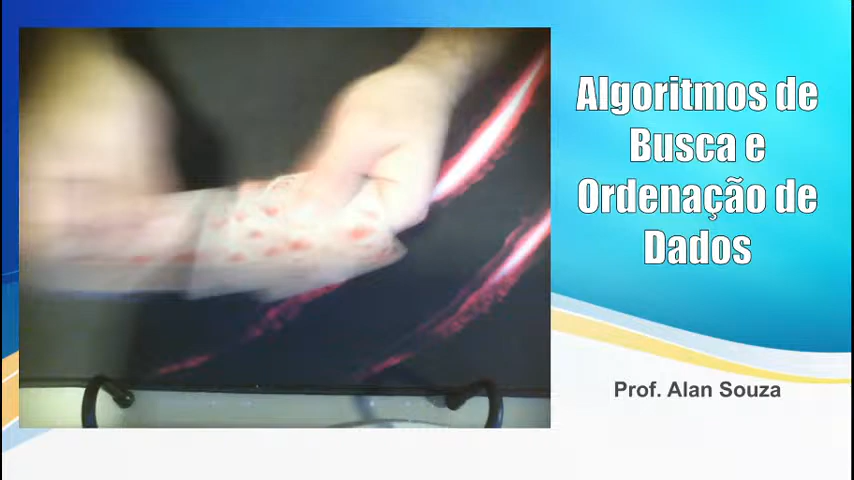 Algoritmos de
Busca e
Ordenação de
Dados
Prof. Alan Souza